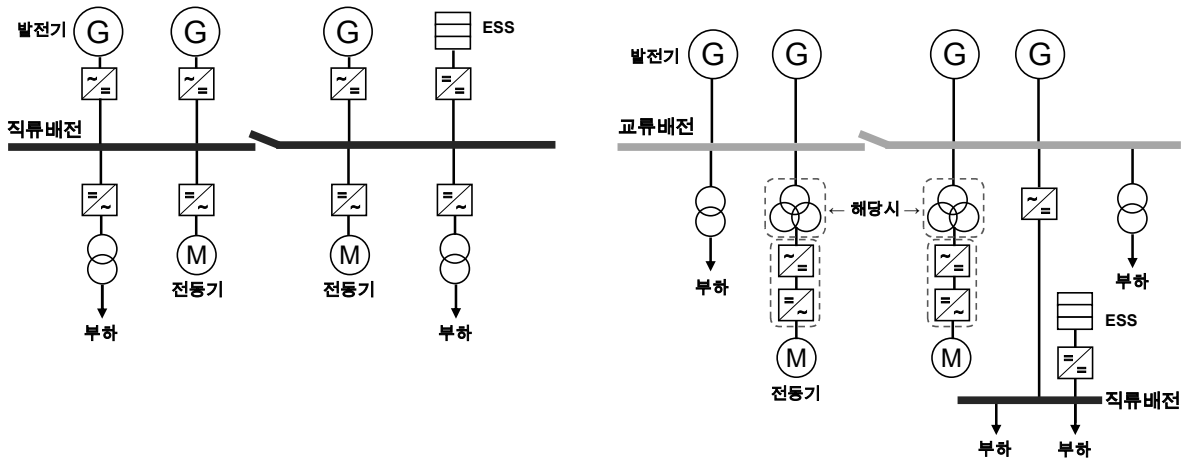 발전기 G G G ESS
직류배전
M M
전동기 전동기
부하 부하
발전기 G G G G
교류배전
← 해당시 →
부하 부하
ESS
M M
전동기
직류배전
부하 부하